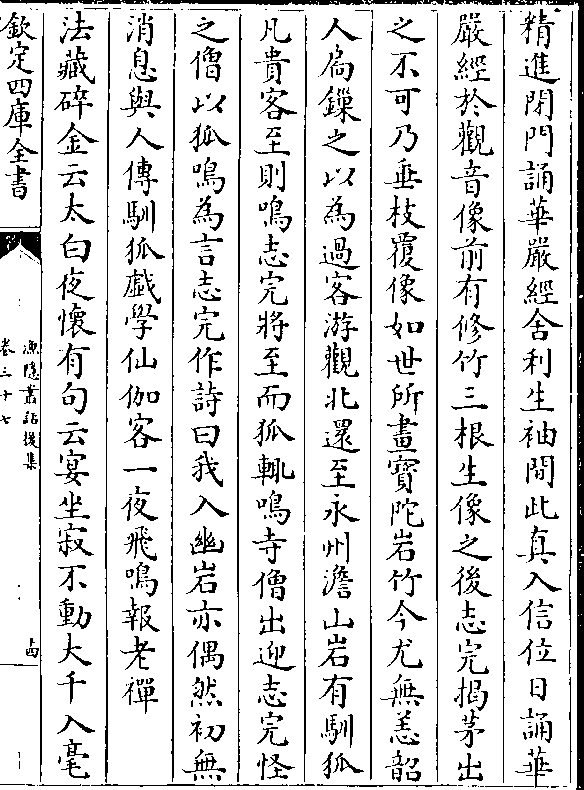 精進閉門誦華嚴經舍利生袖間此真入信位日誦華
嚴經於觀音像前有修竹三根生像之後志完揭茅出
之不可乃垂枝覆像如世所畫寶陀岩竹今尤無恙韶
人扃鏁之以為過客游觀北還至永州澹山岩有馴狐
凡貴客至則鳴志完將至而狐輒鳴寺僧出迎志完怪
之僧以狐鳴為言志完作詩曰我入幽岩亦偶然初無
消息與人傳馴狐戲學仙伽客一夜飛鳴報老禪
法藏碎金云太白夜懷有句云宴坐寂不動大千入毫
欽定四庫全書
漁隱叢話後集
卷三十七
十四